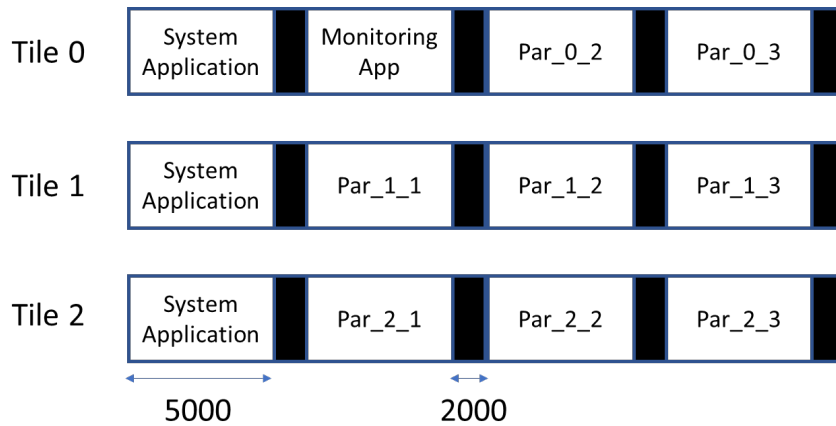 Tile 0
System
Application
Monitoring
App
Par_0_2
Par_0_3
Tile 1
System
Application
Par_1_1
Par_1_2
Par_1_3
Tile 2
System
Application
Par_2_1
Par_2_2
Par_2_3
5000
2000